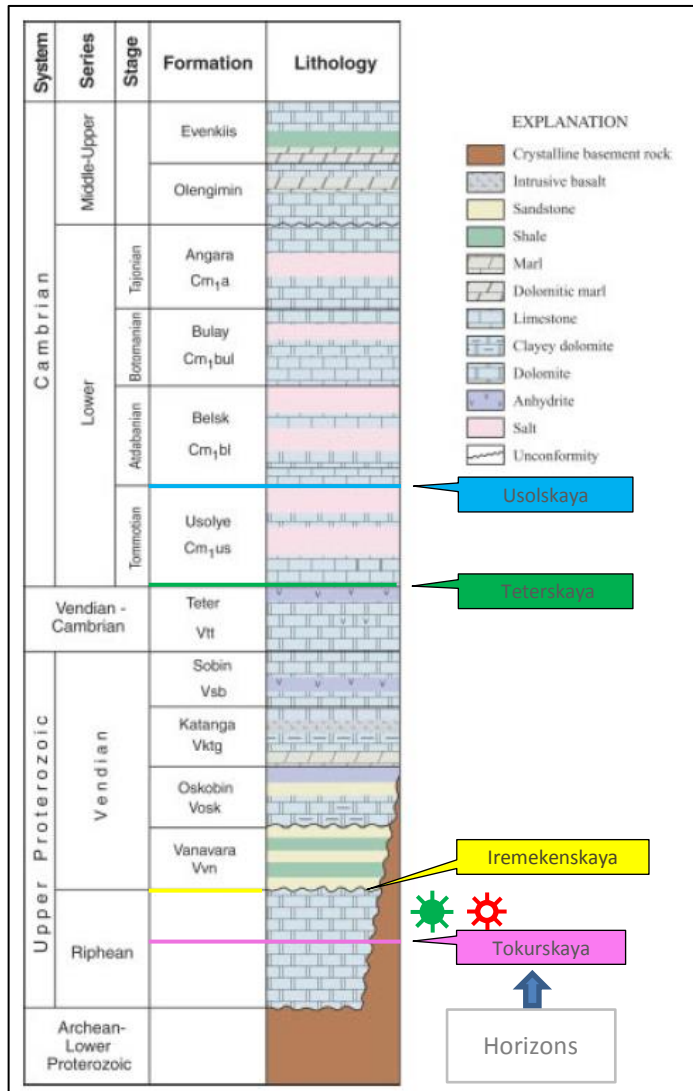 System
Series
Stage
Formation
Lithology
Cambrian
Middle-Upper
Evenkiis
Olengimin
Lower
Tajonian
Angara
Cm₁a
Botomanian
Bulay
Cm₁bul
Atdabanian
Belsk
Cm₁bl
Tommotian
Usolye
Cm₁us
Vendian -
Cambrian
Teter
Vtt
Upper Proterozoic
Vendian
Sobin
Vsb
Katanga
Vktg
Oskobin
Vosk
Vanavara
Vvn
Riphean
Archean-
Lower
Proterozoic
EXPLANATION
Crystalline basement rock
Intrusive basalt
Sandstone
Shale
Marl
Dolomitic marl
Limestone
Clayey dolomite
Dolomite
Anhydrite
Salt
Unconformity
Usolskaya
Teterskaya
Iremekenskaya
Tokurskaya
Horizons